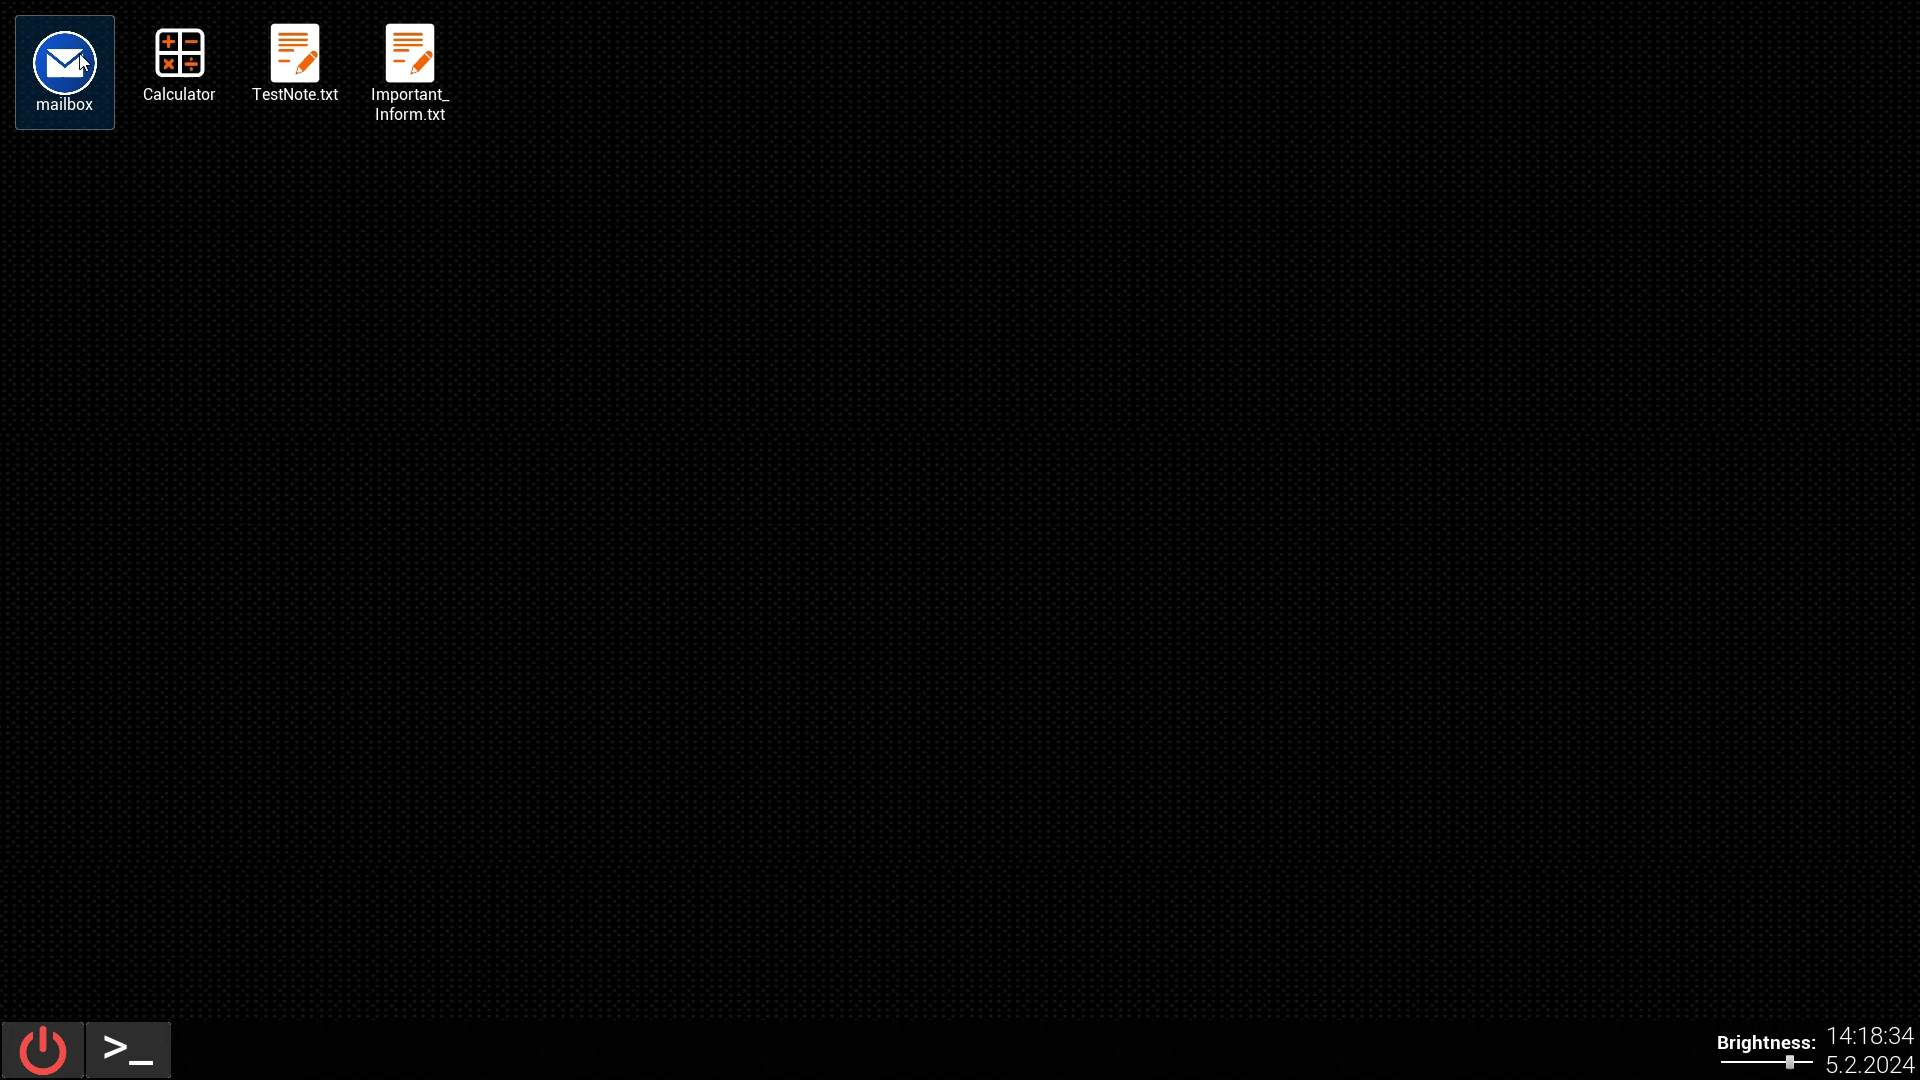 mailbox
Calculator
TestNote.txt
Important_
Inform.txt
>_
Brightness:
14:18:34
5.2.2024